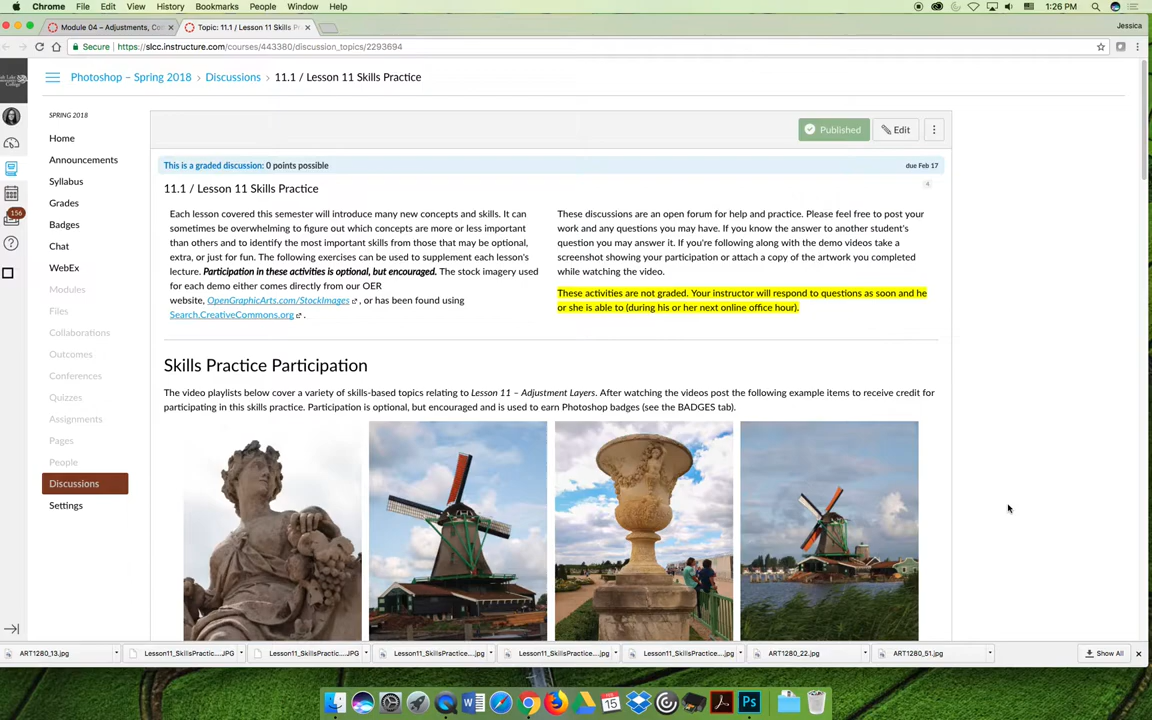 Chrome File Edit View History Bookmarks People Window Help 1:26 PM
Module 04 – Adjustments, Col
Topic: 11.1 / Lesson 11 Skills Pr
Jessica
Secure https://slcc.instructure.com/courses/443380/discussion_topics/2293694
Photoshop – Spring 2018 › Discussions › 11.1 / Lesson 11 Skills Practice
SPRING 2018
Home
Announcements
Syllabus
Grades
Badges
Chat
WebEx
Modules
Files
Collaborations
Outcomes
Conferences
Quizzes
Assignments
Pages
People
Discussions
Settings
156
Published
Edit
This is a graded discussion: 0 points possible
due Feb 17
11.1 / Lesson 11 Skills Practice
4
Each lesson covered this semester will introduce many new concepts and skills. It can
sometimes be overwhelming to figure out which concepts are more or less important
than others and to identify the most important skills from those that may be optional,
extra, or just for fun. The following exercises can be used to supplement each lesson's
lecture. Participation in these activities is optional, but encouraged. The stock imagery used
for each demo either comes directly from our OER
website, OpenGraphicArts.com/StockImages , or has been found using
Search.CreativeCommons.org .
These discussions are an open forum for help and practice. Please feel free to post your
work and any questions you may have. If you know the answer to another student's
question you may answer it. If you're following along with the demo videos take a
screenshot showing your participation or attach a copy of the artwork you completed
while watching the video.
These activities are not graded. Your instructor will respond to questions as soon and he
or she is able to (during his or her next online office hour).
Skills Practice Participation
The video playlists below cover a variety of skills-based topics relating to Lesson 11 – Adjustment Layers. After watching the videos post the following example items to receive credit for
participating in this skills practice. Participation is optional, but encouraged and is used to earn Photoshop badges (see the BADGES tab).
ART1280_13.jpg
Lesson11_SkillsPractic....JPG
Lesson11_SkillsPractic....JPG
Lesson11_SkillsPractic....jpg
Lesson11_SkillsPractic....jpg
Lesson11_SkillsPractic....jpg
ART1280_22.jpg
ART1280_51.jpg
Show All
15
Ps